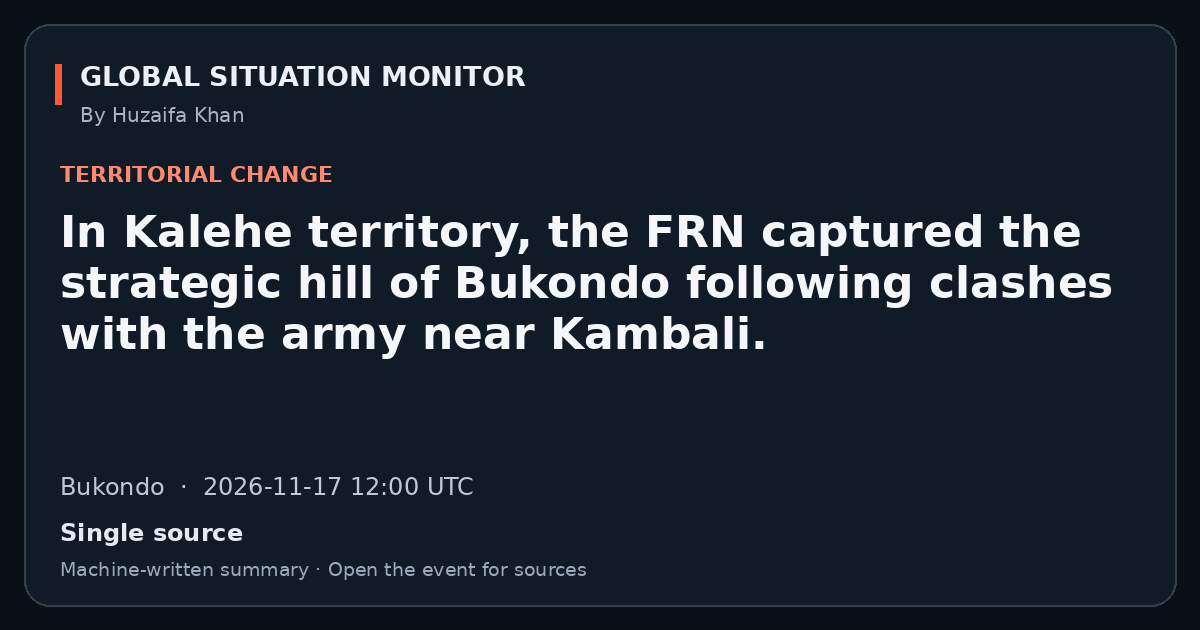 GLOBAL SITUATION MONITOR
By Huzaifa Khan
TERRITORIAL CHANGE
In Kalehe territory, the FRN captured the
strategic hill of Bukondo following clashes
with the army near Kambali.
Bukondo · 2026-11-17 12:00 UTC
Single source
Machine-written summary · Open the event for sources